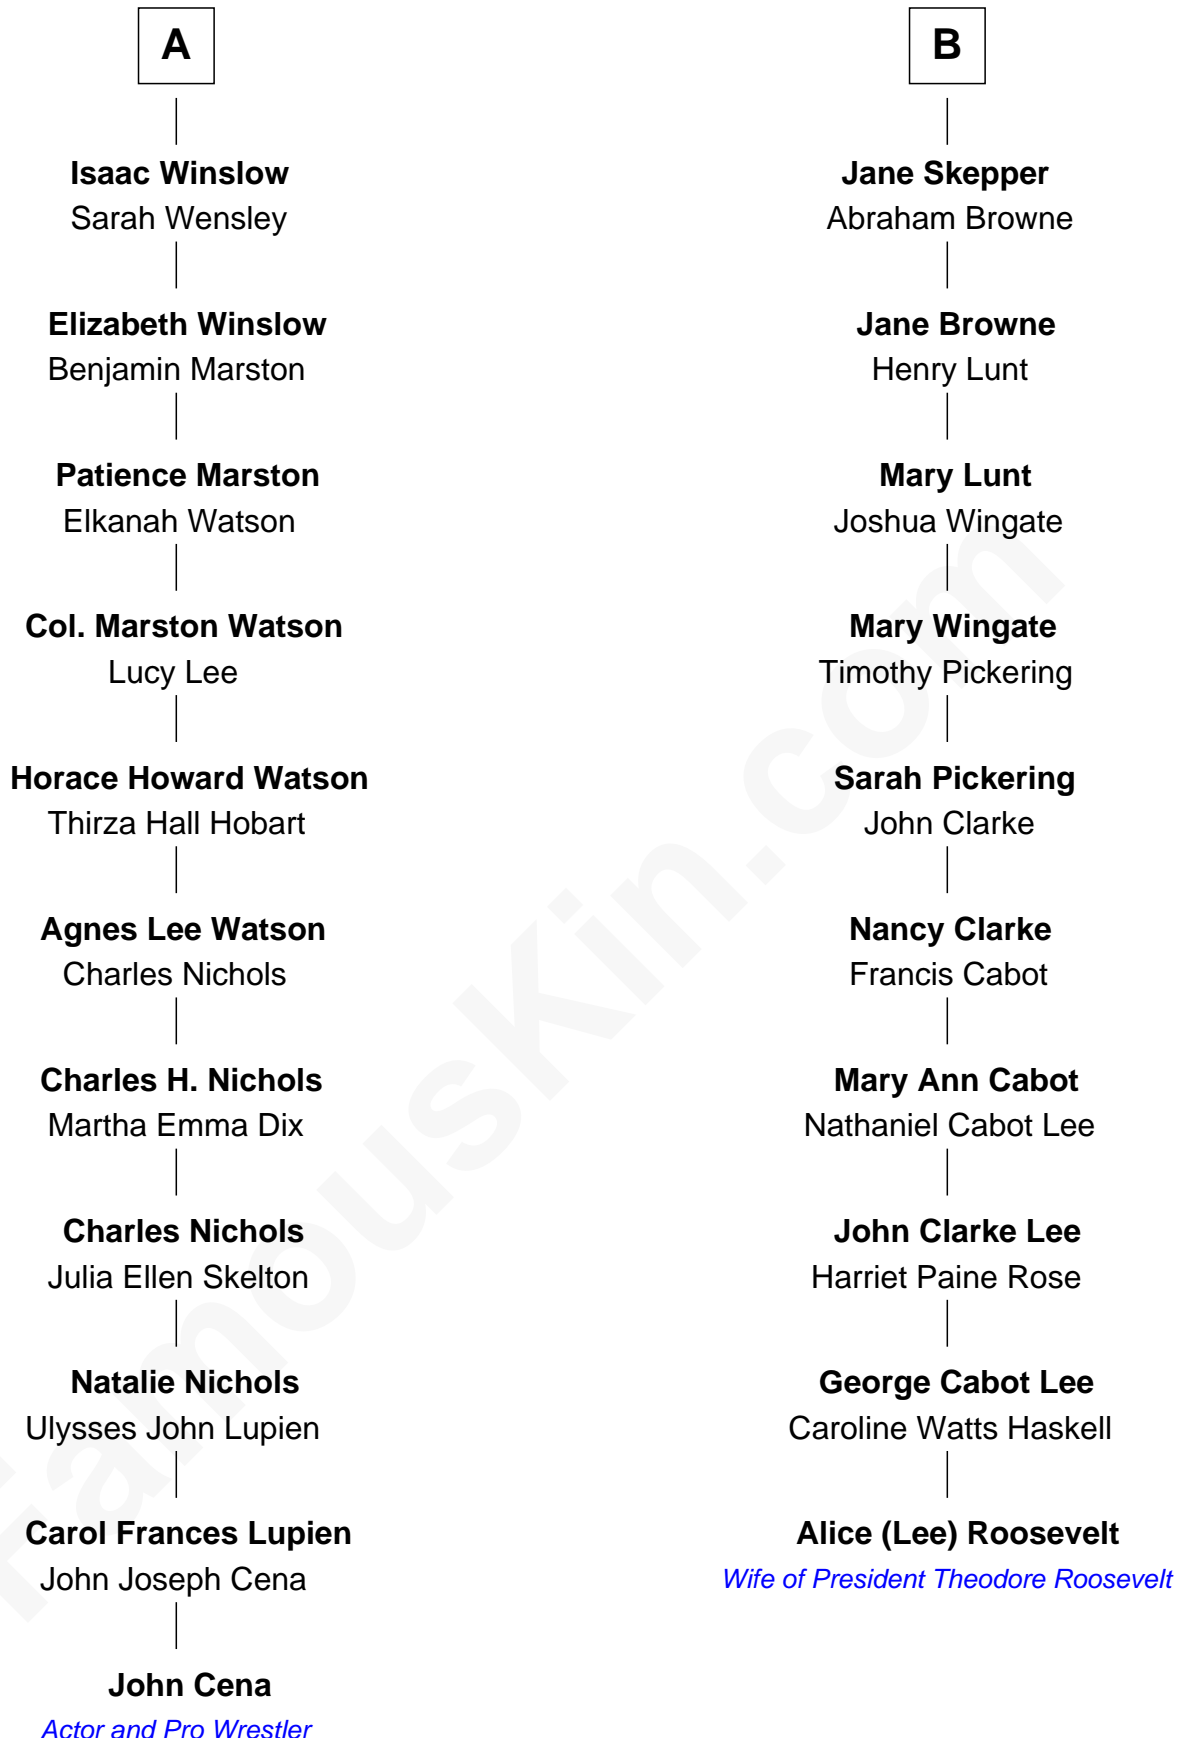 A
Isaac Winslow
Sarah Wensley
Elizabeth Winslow
Benjamin Marston
Patience Marston
Elkanah Watson
Col. Marston Watson
Lucy Lee
Horace Howard Watson
Thirza Hall Hobart
Agnes Lee Watson
Charles Nichols
Charles H. Nichols
Martha Emma Dix
Charles Nichols
Julia Ellen Skelton
Natalie Nichols
Ulysses John Lupien
Carol Frances Lupien
John Joseph Cena
John Cena
Actor and Pro Wrestler
B
Jane Skepper
Abraham Browne
Jane Browne
Henry Lunt
Mary Lunt
Joshua Wingate
Mary Wingate
Timothy Pickering
Sarah Pickering
John Clarke
Nancy Clarke
Francis Cabot
Mary Ann Cabot
Nathaniel Cabot Lee
John Clarke Lee
Harriet Paine Rose
George Cabot Lee
Caroline Watts Haskell
Alice (Lee) Roosevelt
Wife of President Theodore Roosevelt
FamousKin.com